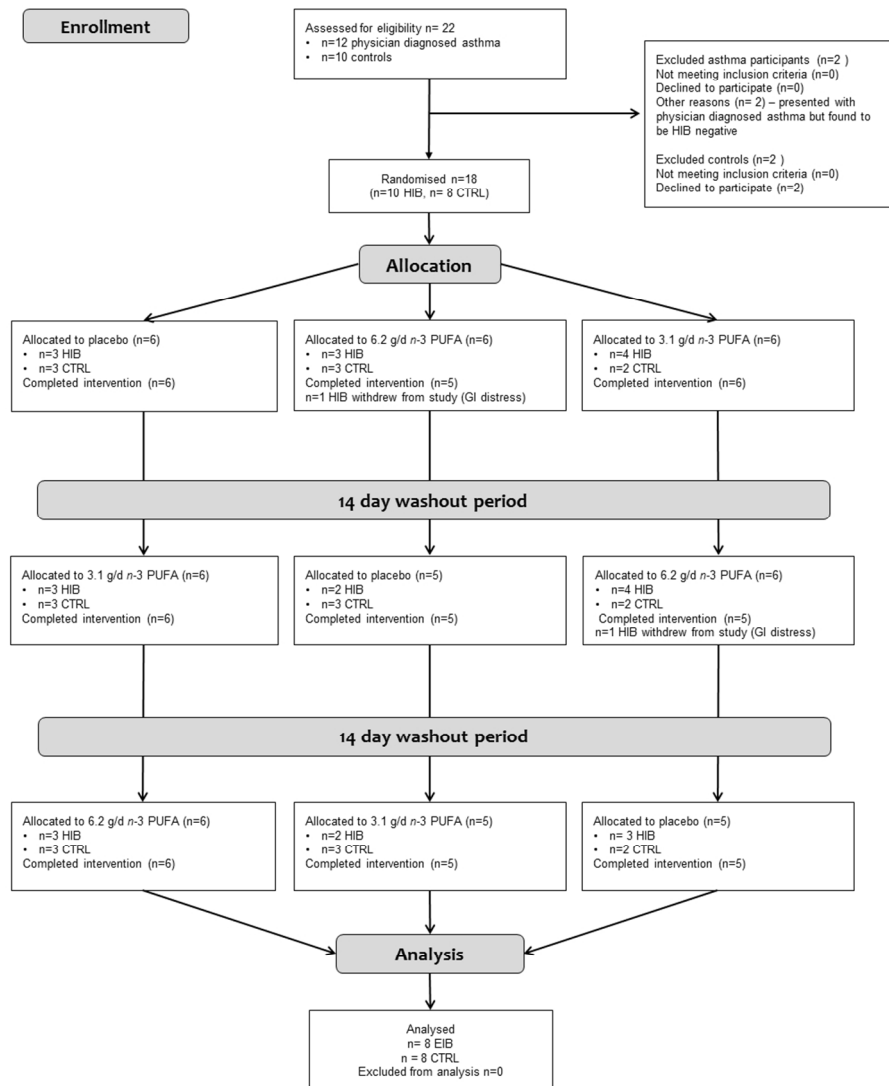 Enrollment
Assessed for eligibility n= 22
• n=12 physician diagnosed asthma
• n=10 controls
Excluded asthma participants (n=2 )
Not meeting inclusion criteria (n=0)
Declined to participate (n=0)
Other reasons (n= 2) – presented with
physician diagnosed asthma but found to
be HIB negative
Excluded controls (n=2 )
Not meeting inclusion criteria (n=0)
Declined to participate (n=2)
Randomised n=18
(n=10 HIB, n= 8 CTRL)
Allocation
Allocated to placebo (n=6)
• n=3 HIB
• n=3 CTRL
Completed intervention (n=6)
Allocated to 6.2 g/d n-3 PUFA (n=6)
• n=3 HIB
• n=3 CTRL
Completed intervention (n=5)
n=1 HIB withdrew from study (GI distress)
Allocated to 3.1 g/d n-3 PUFA (n=6)
• n=4 HIB
• n=2 CTRL
Completed intervention (n=6)
14 day washout period
Allocated to 3.1 g/d n-3 PUFA (n=6)
• n=3 HIB
• n=3 CTRL
Completed intervention (n=6)
Allocated to placebo (n=5)
• n=2 HIB
• n=3 CTRL
Completed intervention (n=5)
Allocated to 6.2 g/d n-3 PUFA (n=6)
• n=4 HIB
• n=2 CTRL
Completed intervention (n=5)
n=1 HIB withdrew from study (GI distress)
14 day washout period
Allocated to 6.2 g/d n-3 PUFA (n=6)
• n=3 HIB
• n=3 CTRL
Completed intervention (n=6)
Allocated to 3.1 g/d n-3 PUFA (n=5)
• n=2 HIB
• n=3 CTRL
Completed intervention (n=5)
Allocated to placebo (n=5)
• n= 3 HIB
• n=2 CTRL
Completed intervention (n=5)
Analysis
Analysed
n= 8 EIB
n = 8 CTRL
Excluded from analysis n=0